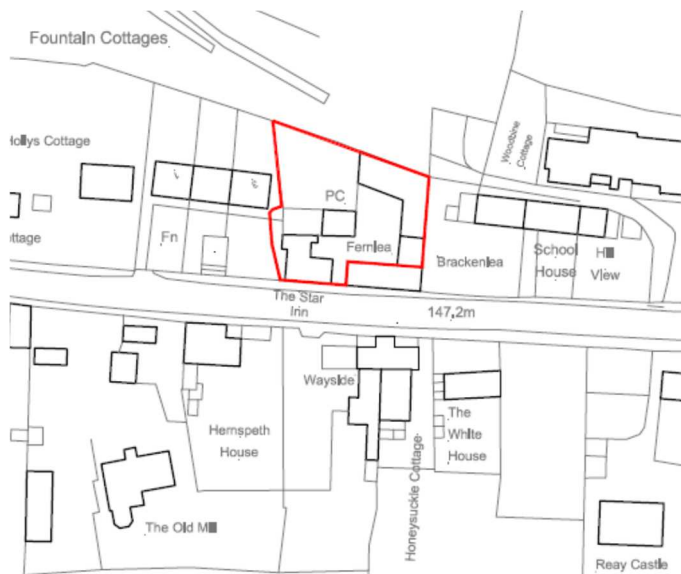 Fountain Cottages
Hollys Cottage
ottage
Fn
PC
Fernlea
The Star
Inn
147.2m
Brackenlea
Woodbine
Cottage
School
House
Hill
View
Wayside
Hernspeth
House
The Old Mill
Honeysuckle Cottage
The
White
House
Reay Castle